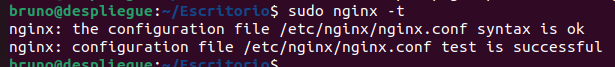 bruno@despliegue:~/Escritorio$ sudo nginx -t
nginx: the configuration file /etc/nginx/nginx.conf syntax is ok
nginx: configuration file /etc/nginx/nginx.conf test is successful
bruno@despliegue:~/Escritorio$